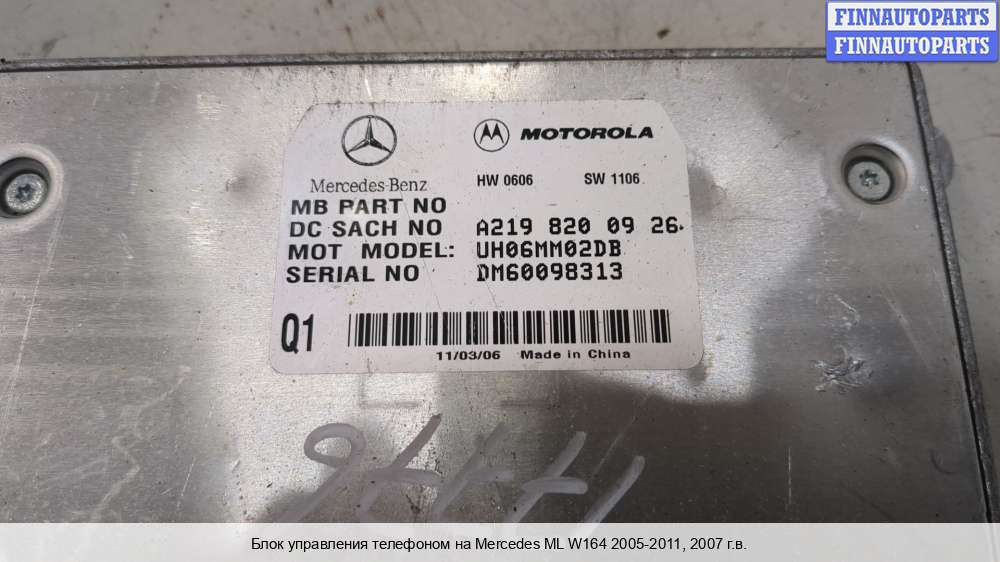 FINNAUTOPARTS
FINNAUTOPARTS
MOTOROLA
Mercedes-Benz
HW 0606 SW 1106
MB PART NO
DC SACH NO A219 820 09 26
MOT MODEL: UH06MM02DB
SERIAL NO DM60098313
Q1
11/03/06 Made in China
Блок управления телефоном на Mercedes ML W164 2005-2011, 2007 г.в.